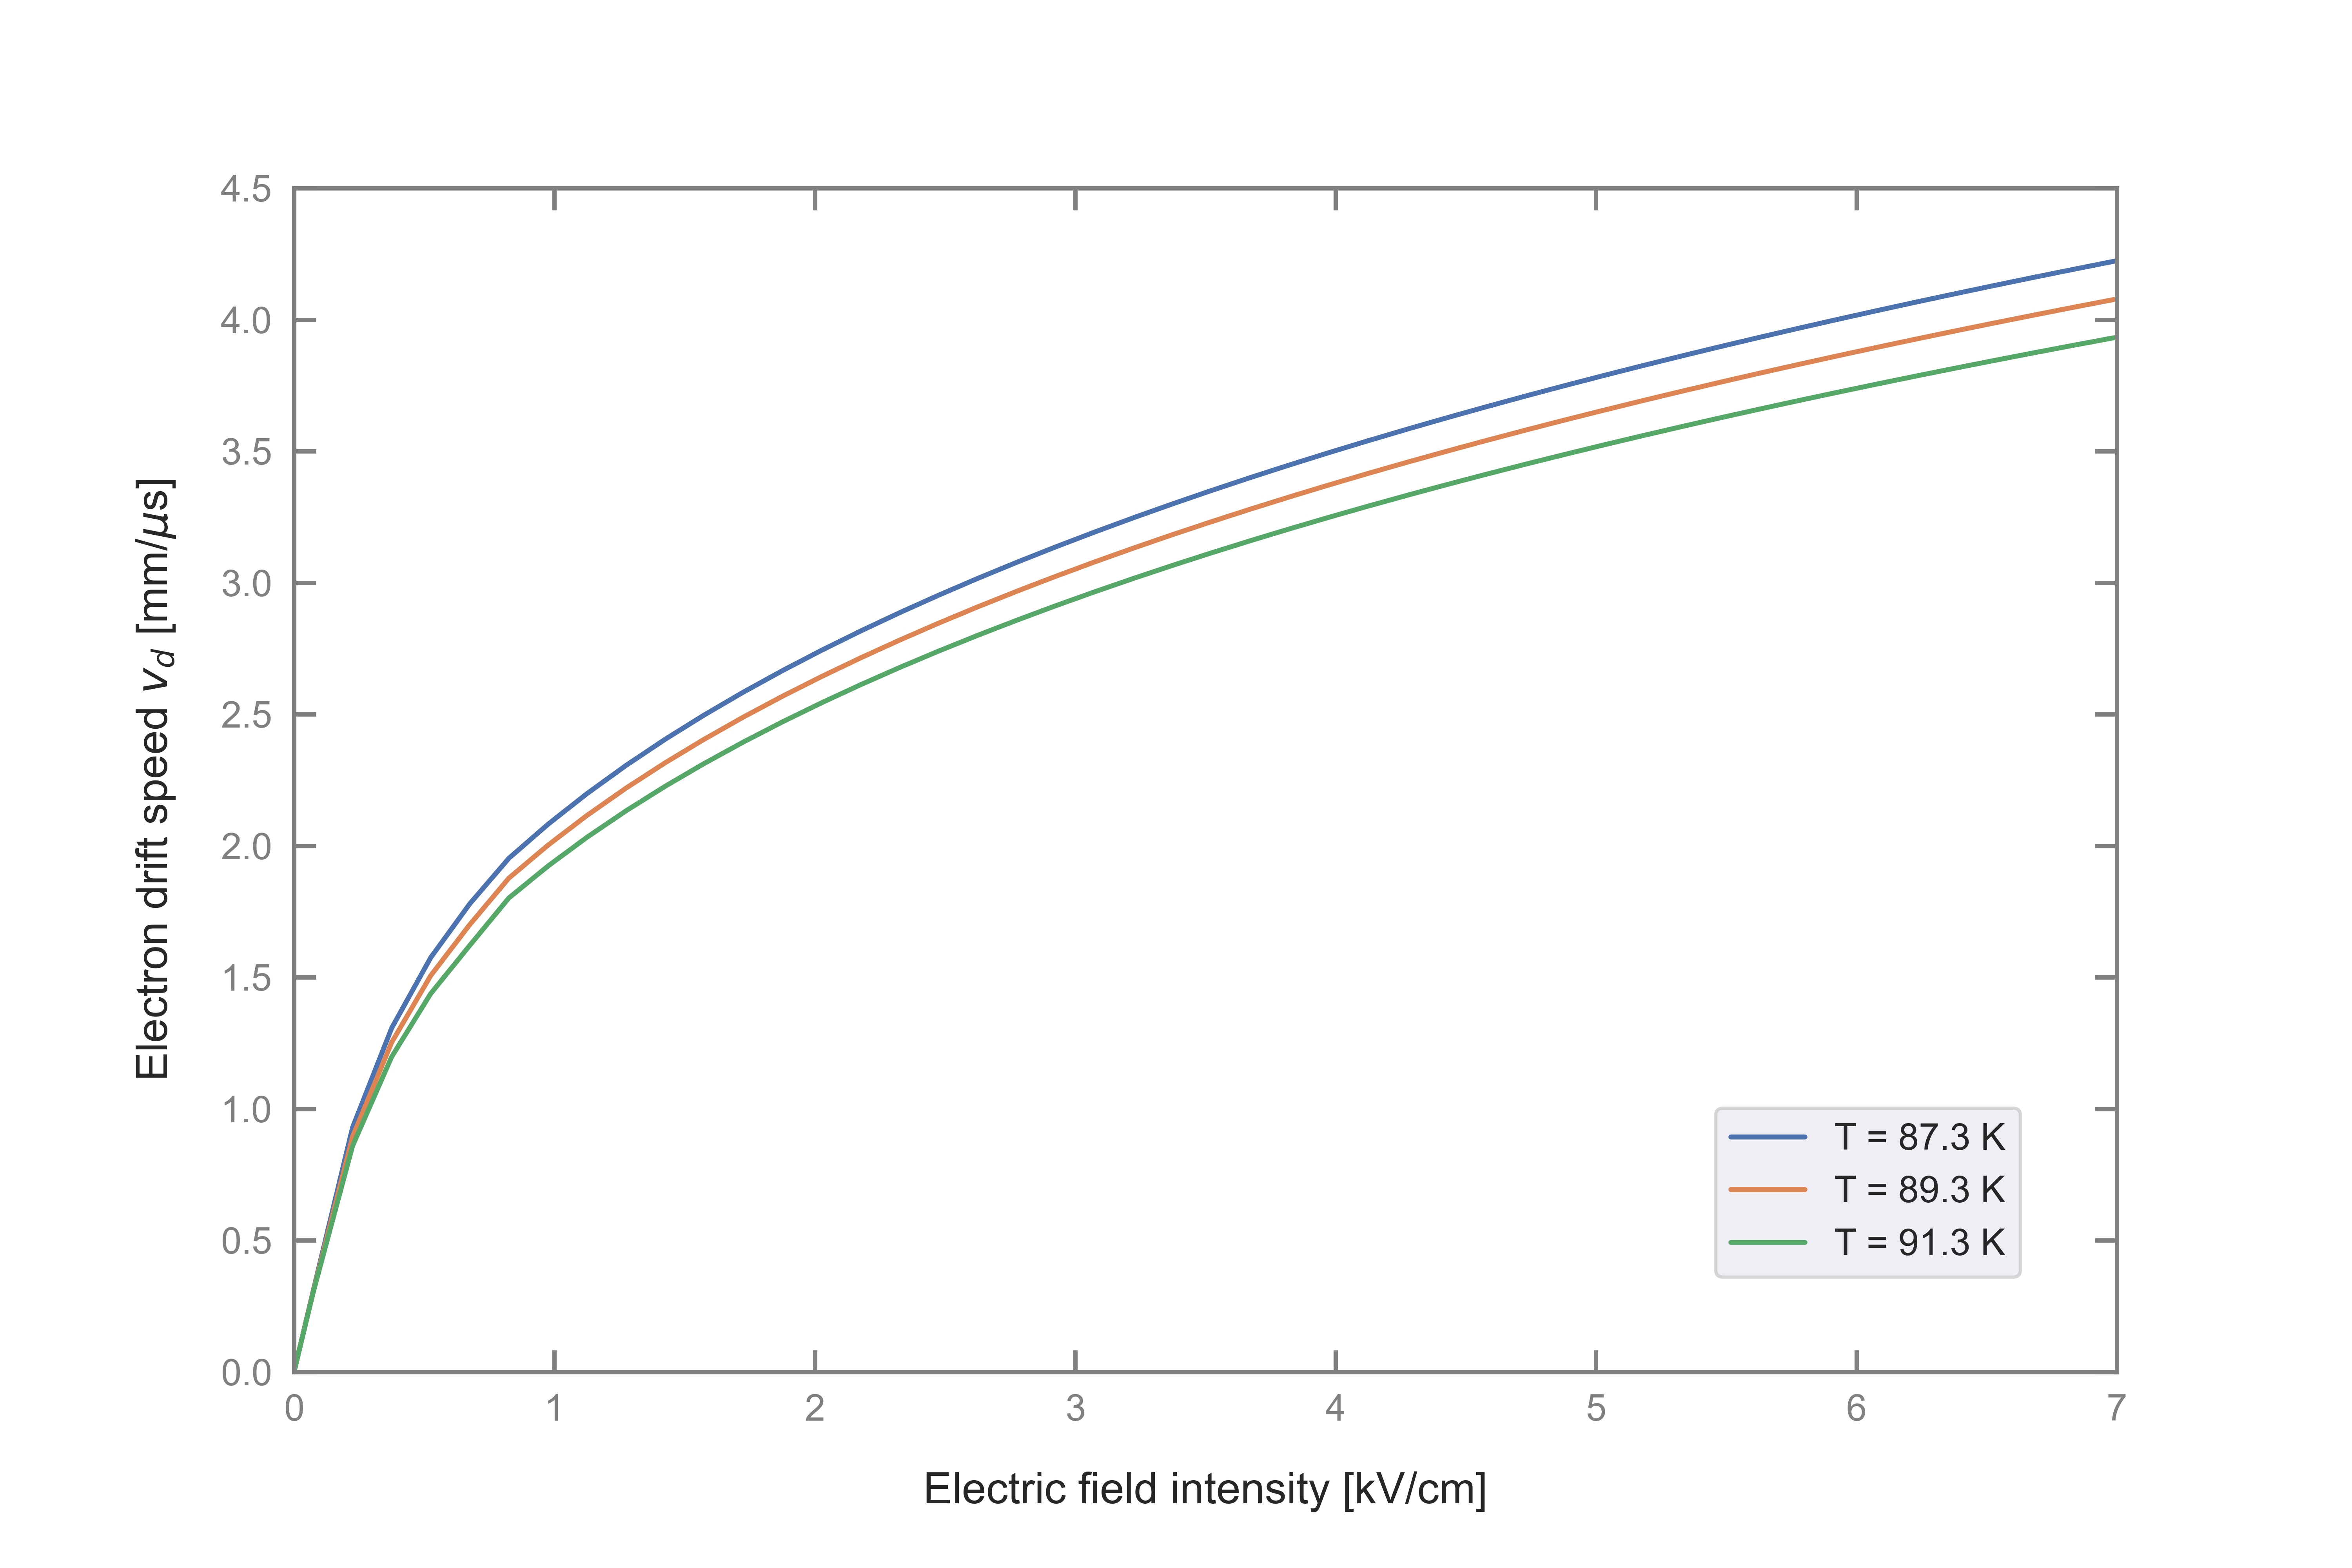 4.5
4.0
3.5
3.0
2.5
2.0
1.5
1.0
0.5
0.0
Electron drift speed v_d [mm/μs]
T = 87.3 K
T = 89.3 K
T = 91.3 K
0 1 2 3 4 5 6 7
Electric field intensity [kV/cm]